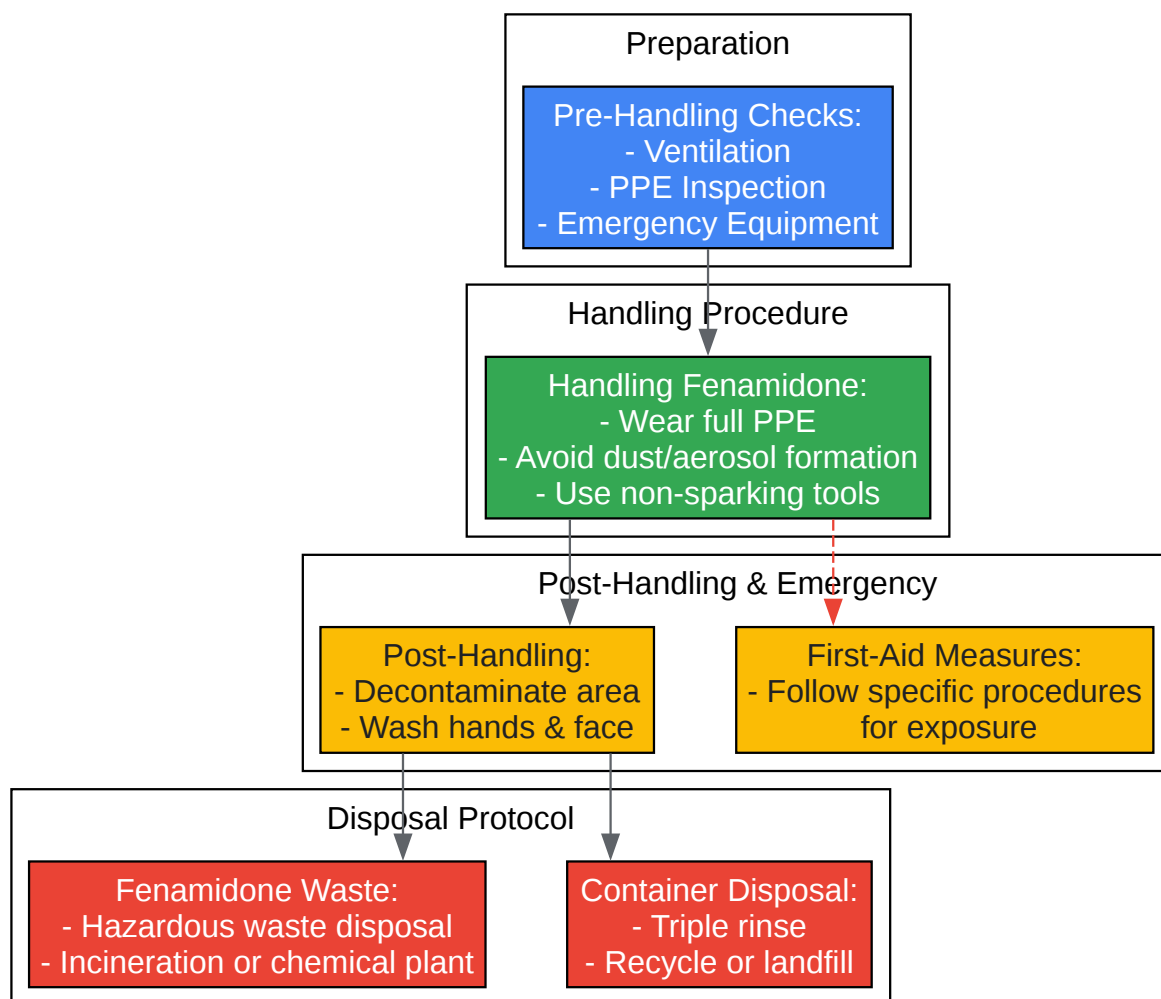 Preparation
Pre-Handling Checks:
- Ventilation
- PPE Inspection
- Emergency Equipment
Handling Procedure
Handling Fenamidone:
- Wear full PPE
- Avoid dust/aerosol formation
- Use non-sparking tools
Post-Handling & Emergency
Post-Handling:
- Decontaminate area
- Wash hands & face
First-Aid Measures:
- Follow specific procedures
for exposure
Disposal Protocol
Fenamidone Waste:
- Hazardous waste disposal
- Incineration or chemical plant
Container Disposal:
- Triple rinse
- Recycle or landfill